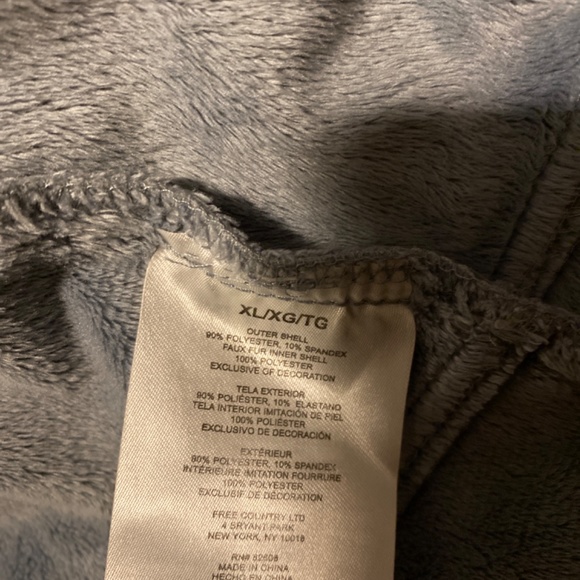 XL/XG/TG
OUTER SHELL
90% POLYESTER, 10% SPANDEX
FAUX FUR INNER SHELL
100% POLYESTER
EXCLUSIVE OF DECORATION
TELA EXTERIOR
90% POLIÉSTER, 10% ELASTANO
TELA INTERIOR IMITACIÓN DE PIEL
100% POLIÉSTER
EXCLUSIVO DE DECORACIÓN
EXTÉRIEUR
90% POLYESTER, 10% SPANDEX
INTÉRIEURE IMITATION FOURRURE
100% POLYESTER
EXCLUSIF DE DÉCORATION
FREE COUNTRY LTD
4 BRYANT PARK
NEW YORK, NY 10018
RN# 82608
MADE IN CHINA
HECHO EN CHINA